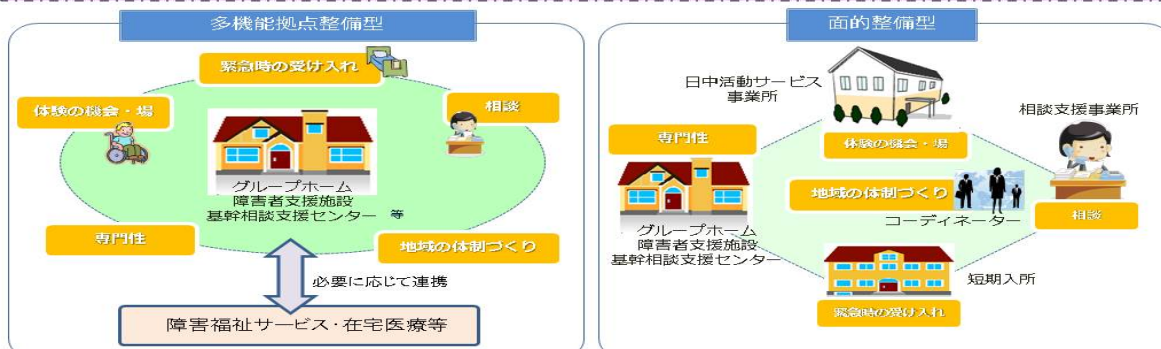 多機能拠点整備型
緊急時の受け入れ
体験の機会・場
相談
グループホーム
障害者支援施設
基幹相談支援センター 等
専門性
地域の体制づくり
必要に応じて連携
障害福祉サービス・在宅医療等
面的整備型
日中活動サービス
事業所
相談支援事業所
専門性
体験の機会・場
地域の体制づくり
コーディネーター
相談
グループホーム
障害者支援施設
基幹相談支援センター
短期入所
緊急時の受け入れ